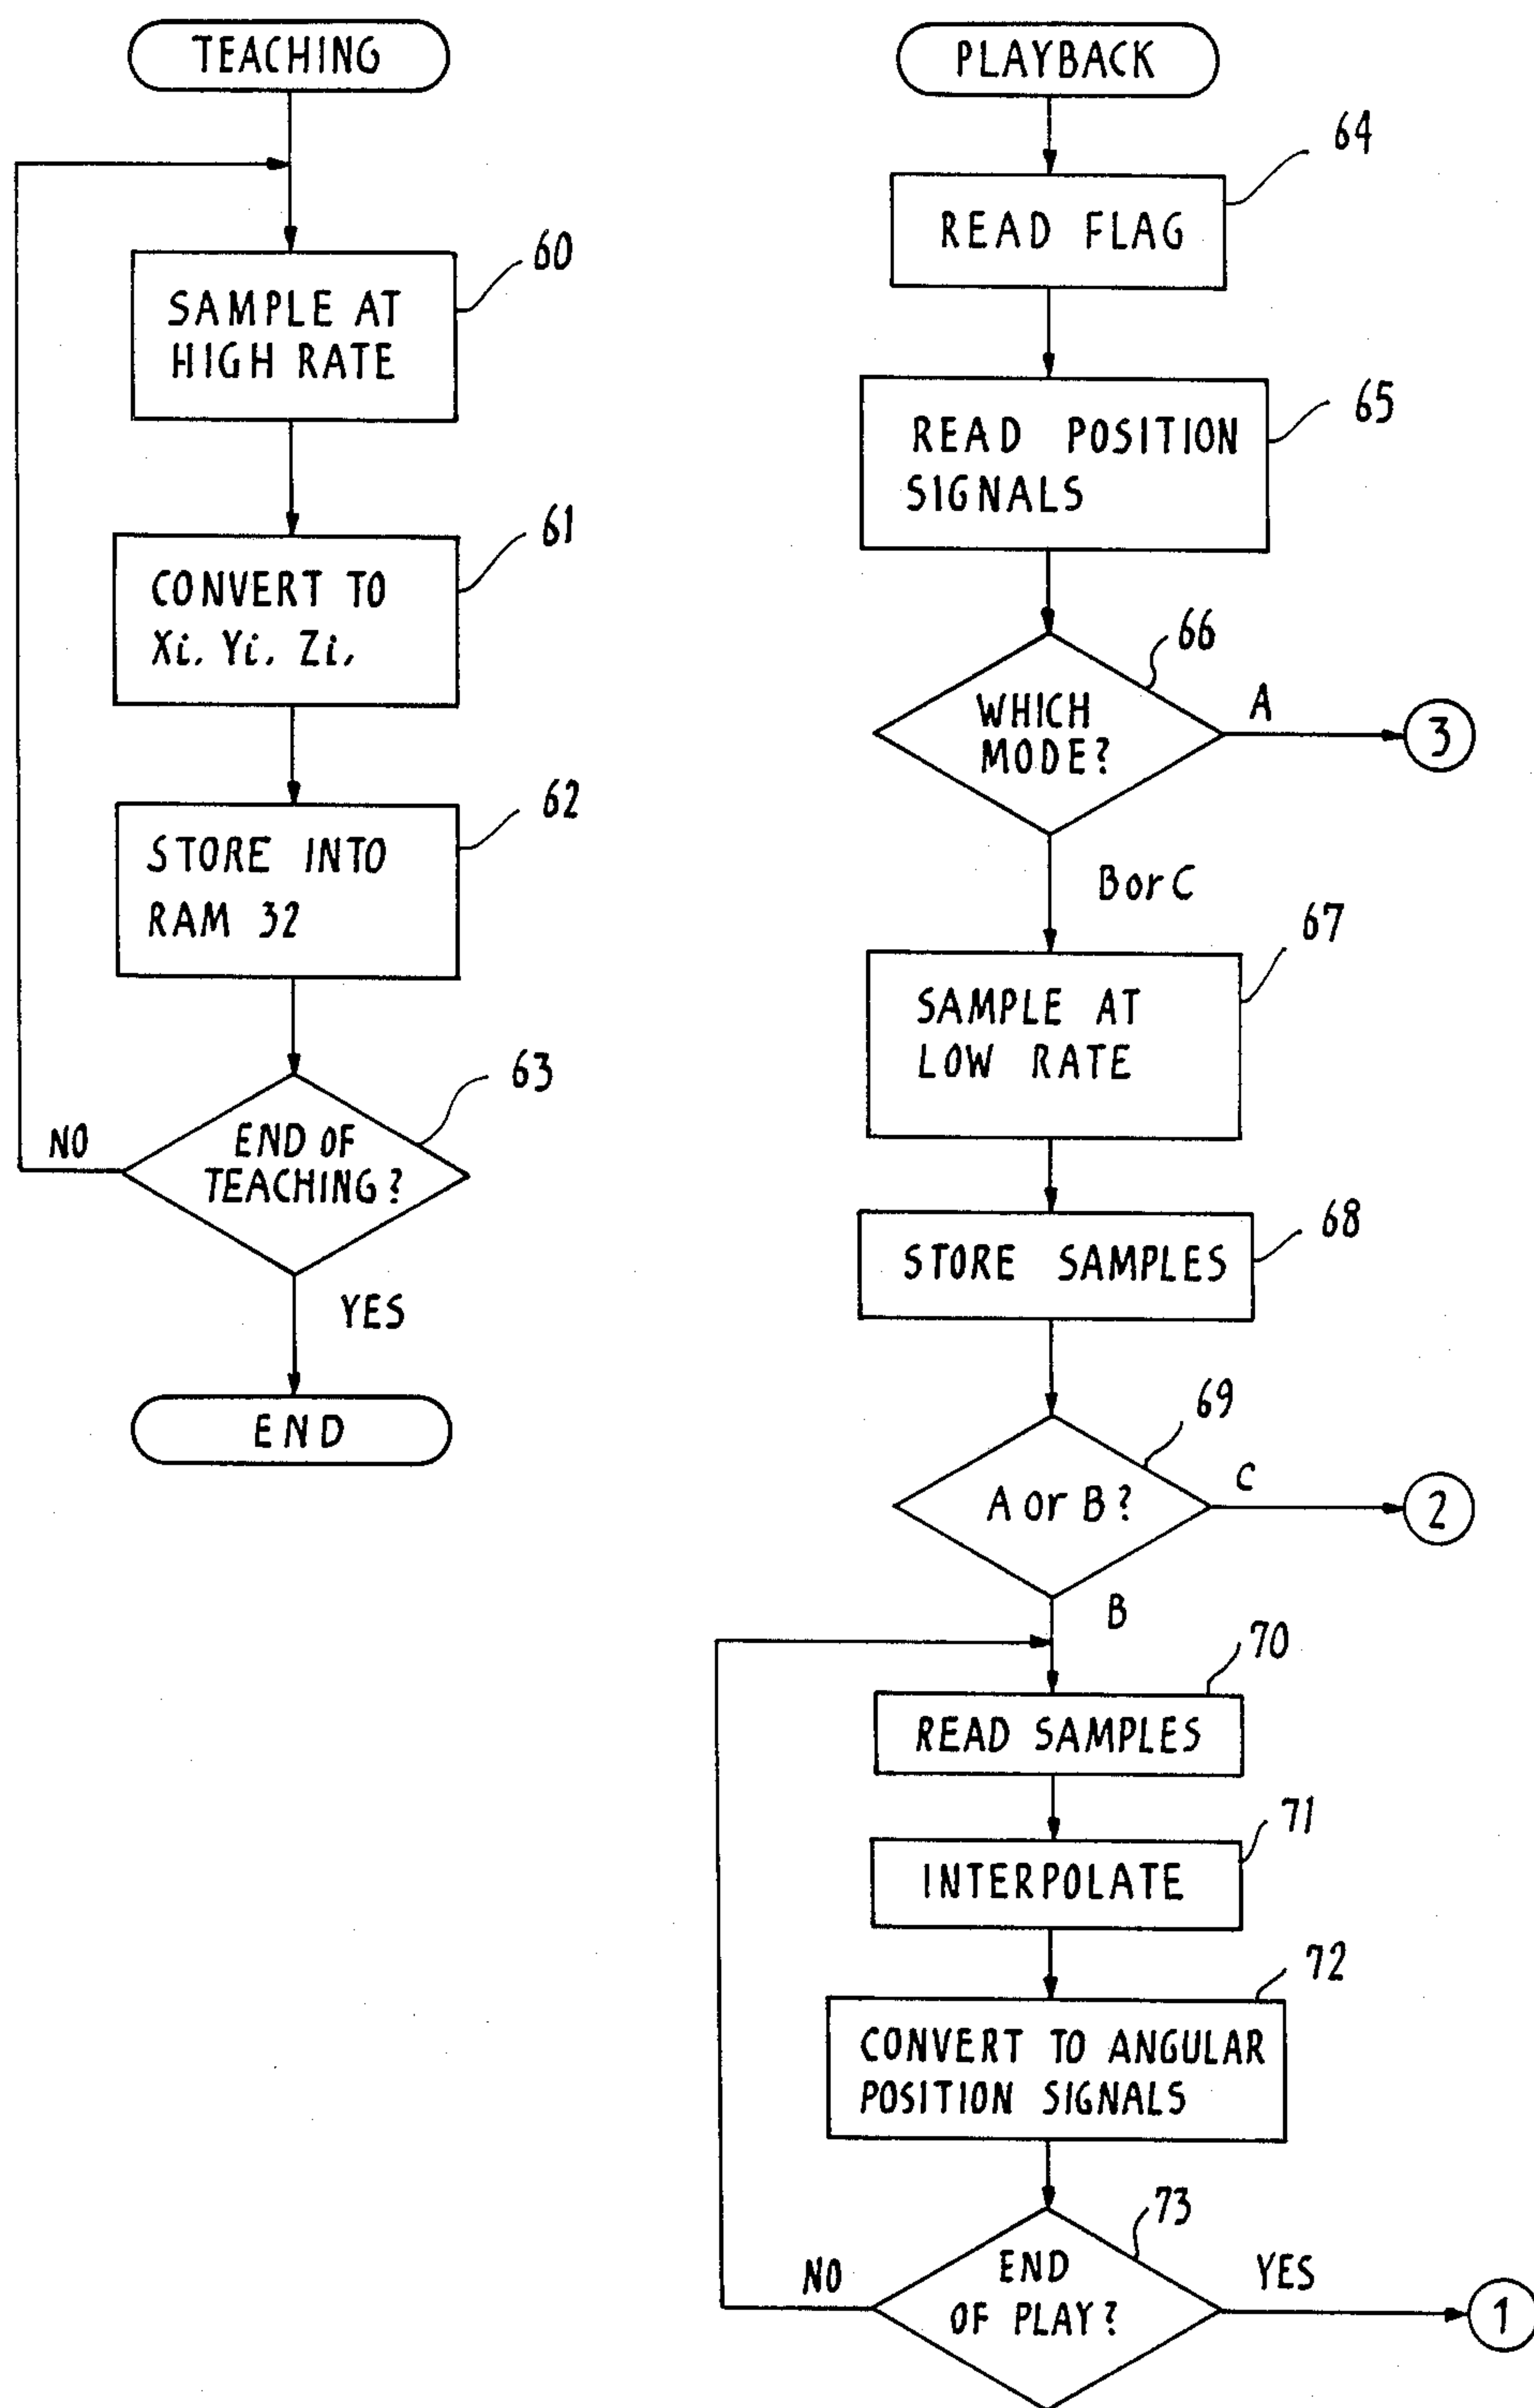 TEACHING
60
SAMPLE AT
HIGH RATE
61
CONVERT TO
Xi, Yi, Zi,
62
STORE INTO
RAM 32
63
END OF
TEACHING?
NO
YES
END
PLAYBACK
64
READ FLAG
65
READ POSITION
SIGNALS
66
WHICH
MODE?
A
3
B or C
67
SAMPLE AT
LOW RATE
68
STORE SAMPLES
69
A or B?
C
2
B
70
READ SAMPLES
71
INTERPOLATE
72
CONVERT TO ANGULAR
POSITION SIGNALS
73
END
OF PLAY?
NO
YES
1